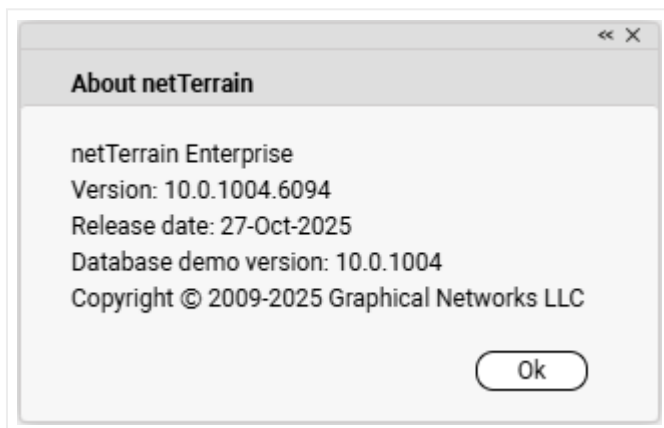 About netTerrain
netTerrain Enterprise
Version: 10.0.1004.6094
Release date: 27-Oct-2025
Database demo version: 10.0.1004
Copyright © 2009-2025 Graphical Networks LLC
Ok